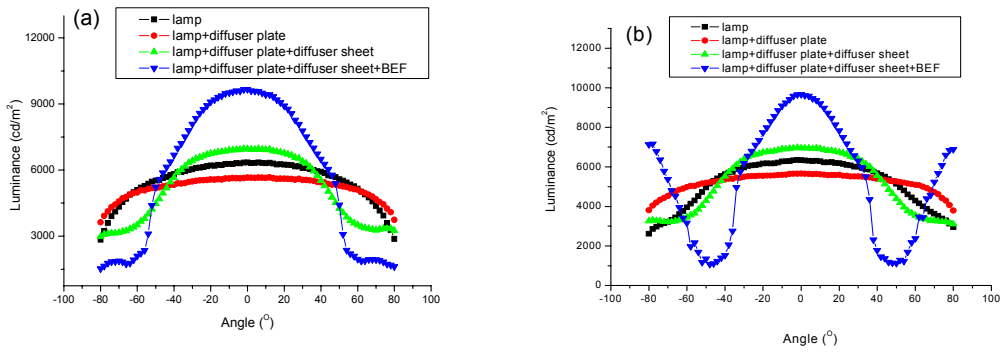 (a)
lamp
lamp+diffuser plate
lamp+diffuser plate+diffuser sheet
lamp+diffuser plate+diffuser sheet+BEF
12000
9000
6000
3000
Luminance (cd/m²)
-100 -80 -60 -40 -20 0 20 40 60 80 100
Angle (O)
(b)
lamp
lamp+diffuser plate
lamp+diffuser plate+diffuser sheet
lamp+diffuser plate+diffuser sheet+BEF
12000
10000
8000
6000
4000
2000
0
Luminance (cd/m²)
-100 -80 -60 -40 -20 0 20 40 60 80 100
Angle (O)